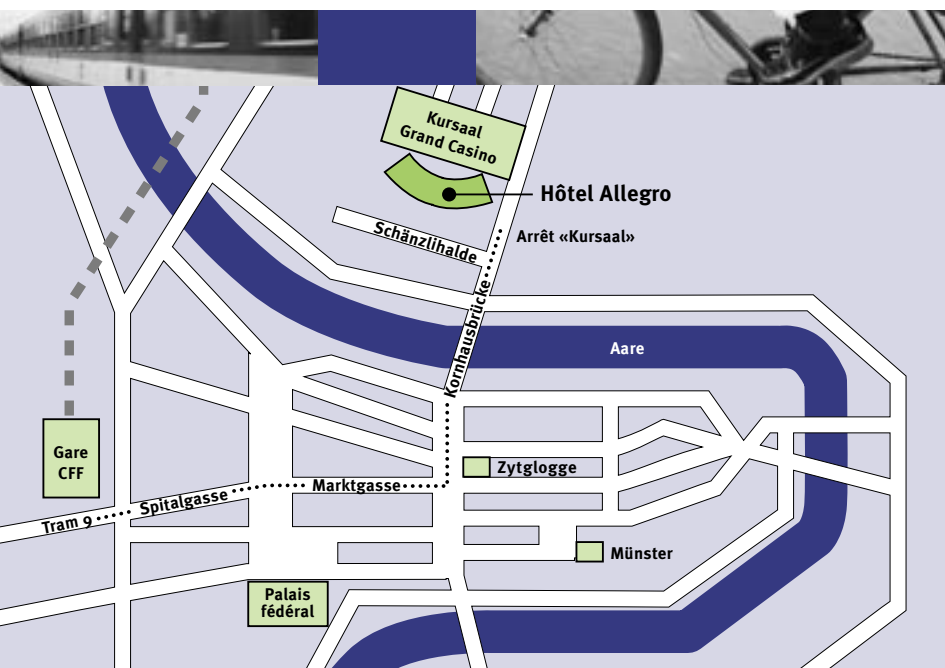 Kursaal
Grand Casino
Hôtel Allegro
Schänzlihalde
Arrêt «Kursaal»
Kornhausbrücke
Aare
Gare
CFF
Zytglogge
Marktgasse
Spitalgasse
Tram 9
Münster
Palais
fédéral